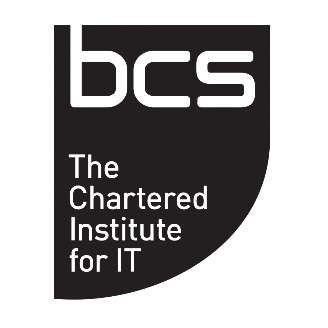 bcs
The
Chartered
Institute
for IT